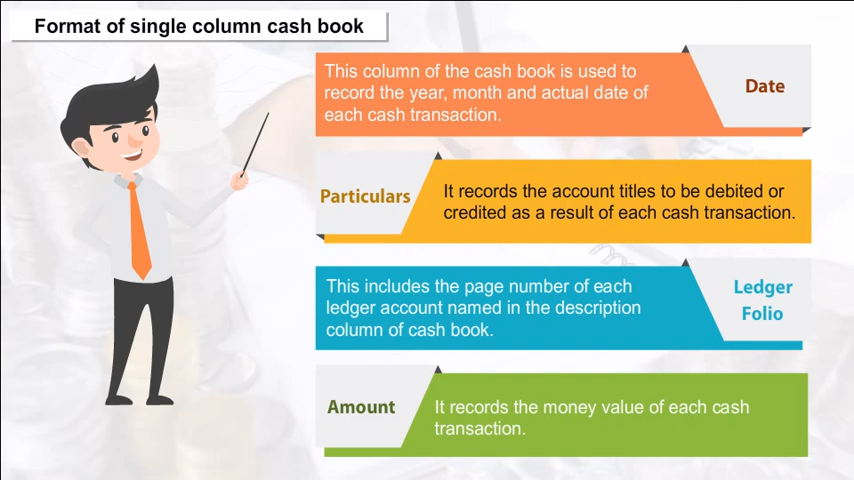 Format of single column cash book
This column of the cash book is used to
record the year, month and actual date of
each cash transaction.
Date
Particulars
It records the account titles to be debited or
credited as a result of each cash transaction.
This includes the page number of each
ledger account named in the description
column of cash book.
Ledger
Folio
Amount
It records the money value of each cash
transaction.